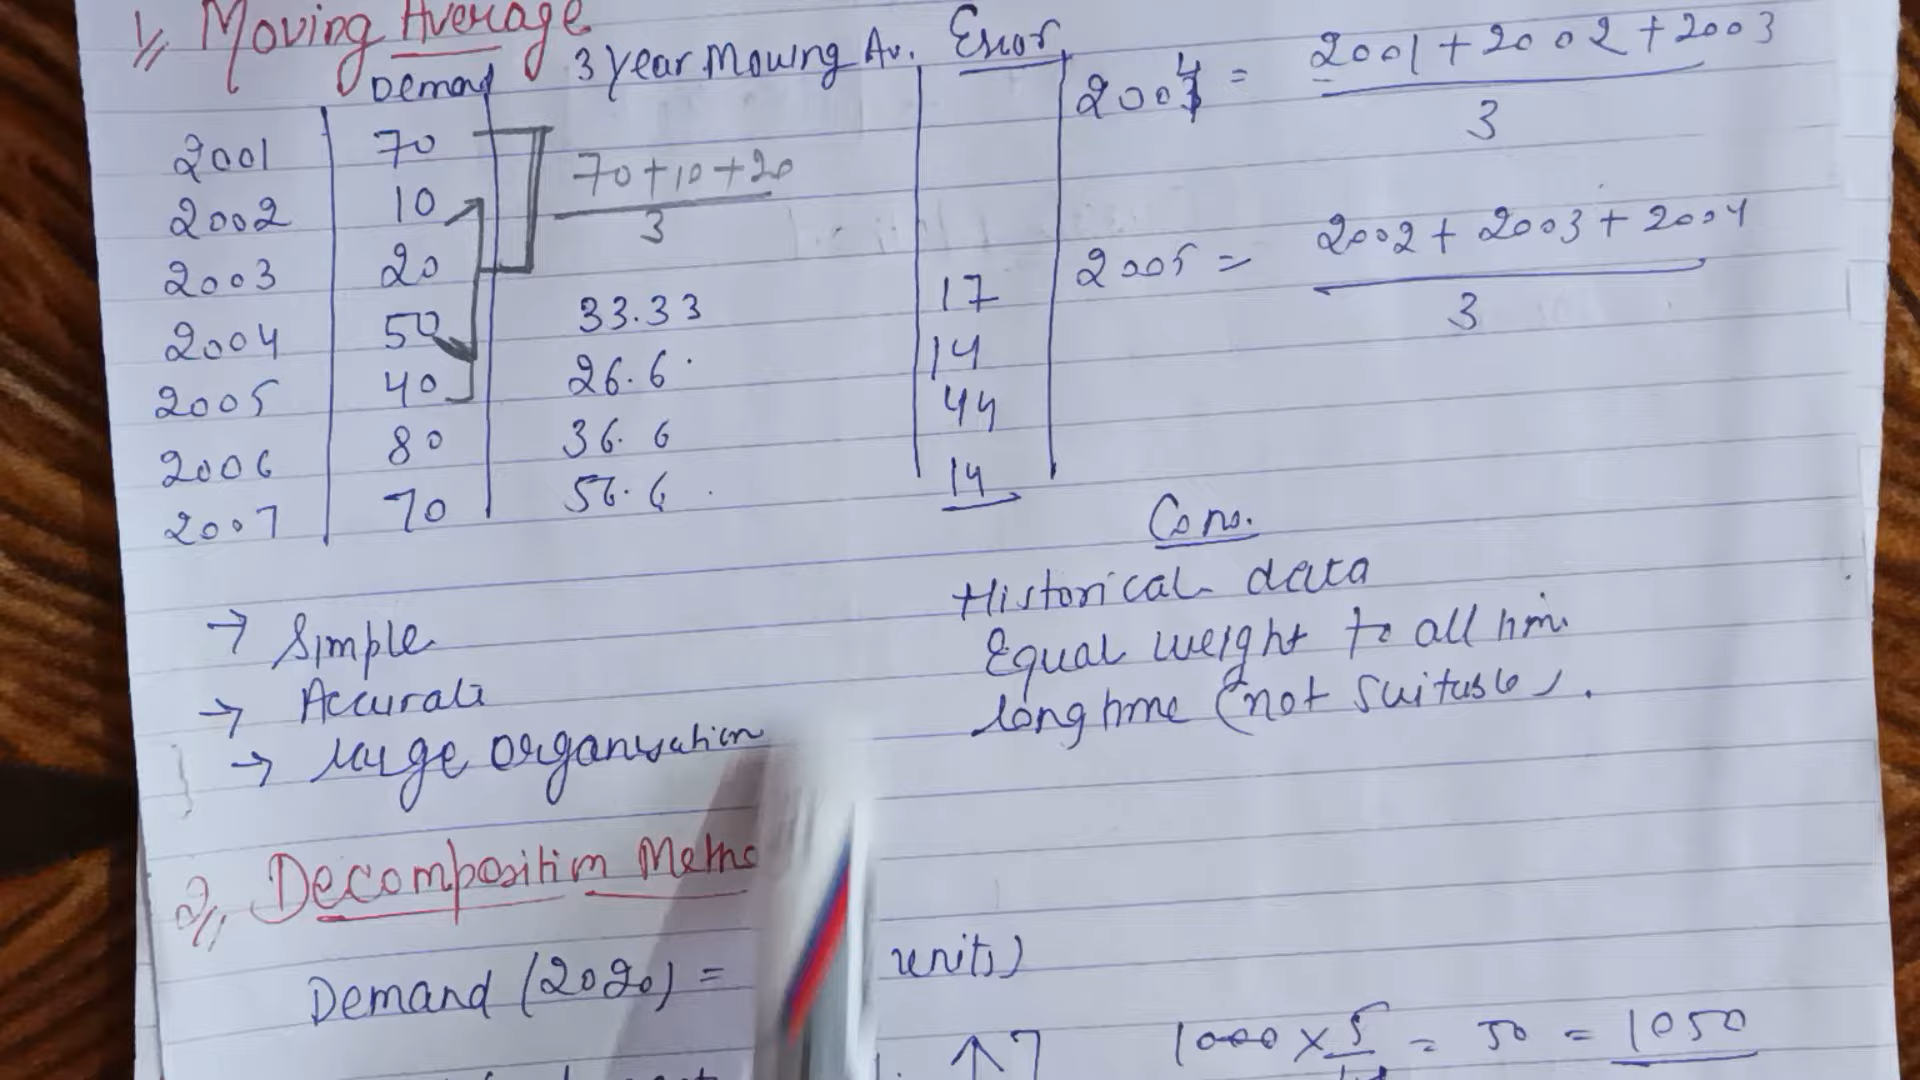 1) Moving Average
Demand 3 year Moving Av. Error
2001 70
2002 10 70+10+20 / 3
2003 20
2004 50 33.33 17
2005 40 26.6 14
2006 80 36.6 44
2007 70 56.6 14
2004 = 2001 + 2002 + 2003 / 3
2005 = 2002 + 2003 + 2004 / 3
→ Simple
→ Accurate
→ large organisation
Cons.
Historical data
Equal weight to all
long time (not suitable).
2) Decomposition
Demand (2020) = units)
↑
1000 × 5 = 50 = 1050